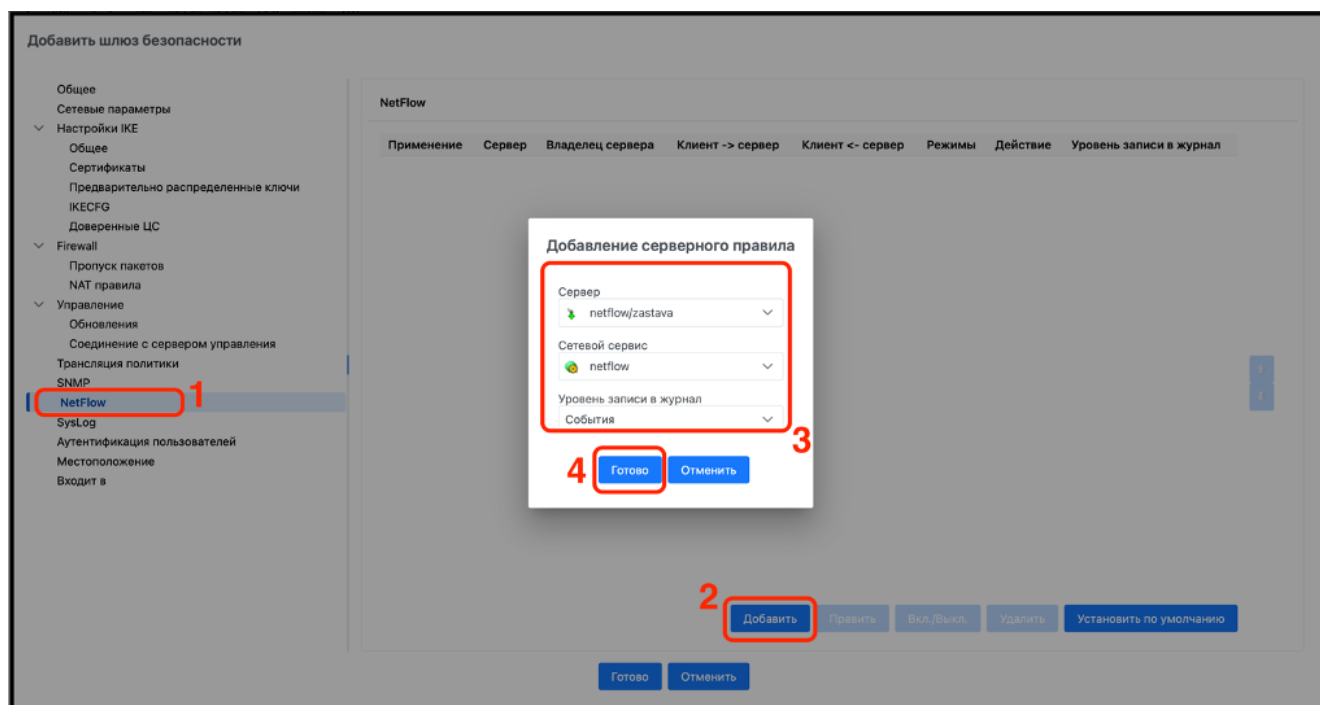 Добавить шлюз безопасности
Общее
Сетевые параметры
Настройки IKE
Общее
Сертификаты
Предварительно распределенные ключи
IKECFG
Доверенные ЦС
Firewall
Пропуск пакетов
NAT правила
Управление
Обновления
Соединение с сервером управления
Трансляция политики
SNMP
NetFlow 1
SysLog
Аутентификация пользователей
Местоположение
Входит в
NetFlow
Применение Сервер Владелец сервера Клиент -> сервер Клиент <- сервер Режимы Действие Уровень записи в журнал
Добавление серверного правила
Сервер
netflow/zastava
Сетевой сервис
netflow
Уровень записи в журнал
События
3
4 Готово Отменить
2
Добавить Править Вкл./Выкл. Удалить Установить по умолчанию
Готово Отменить